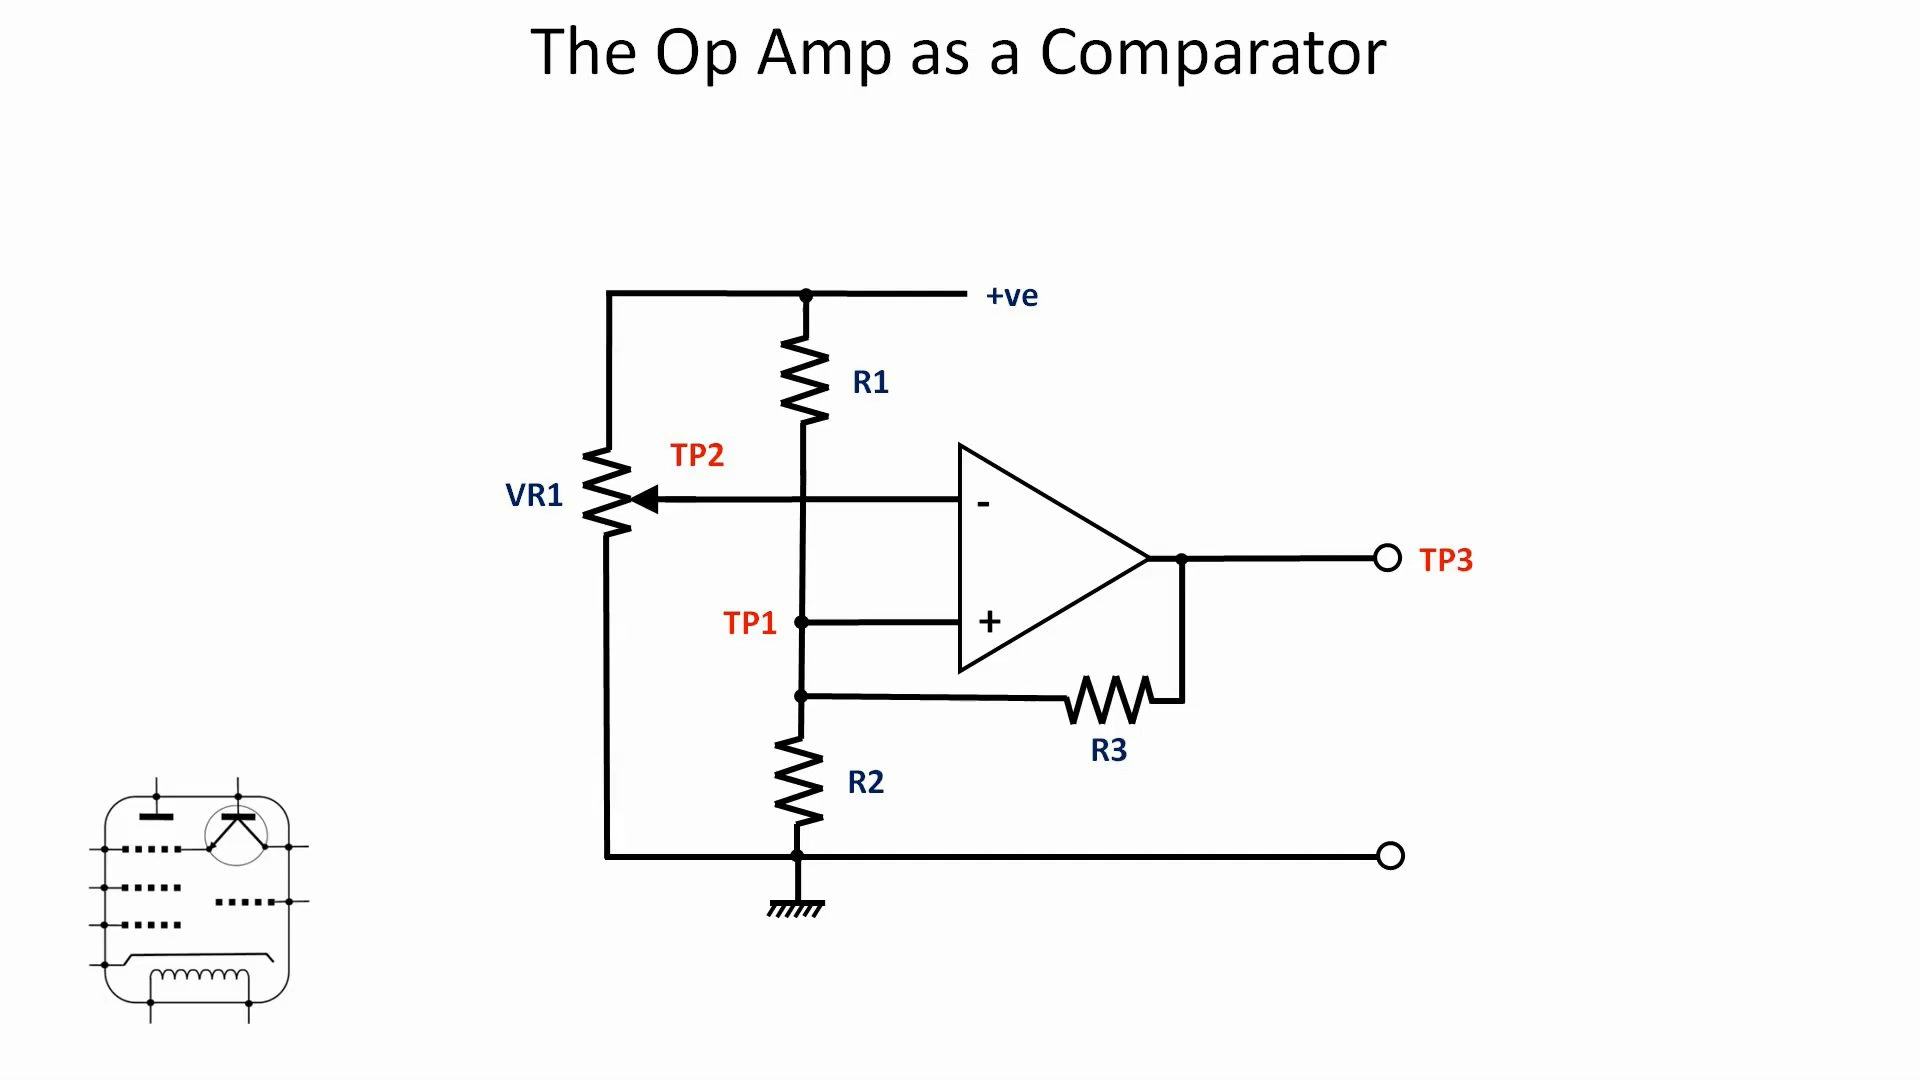 The Op Amp as a Comparator
+ve
R1
TP2
VR1
-
TP3
TP1
+
R3
R2